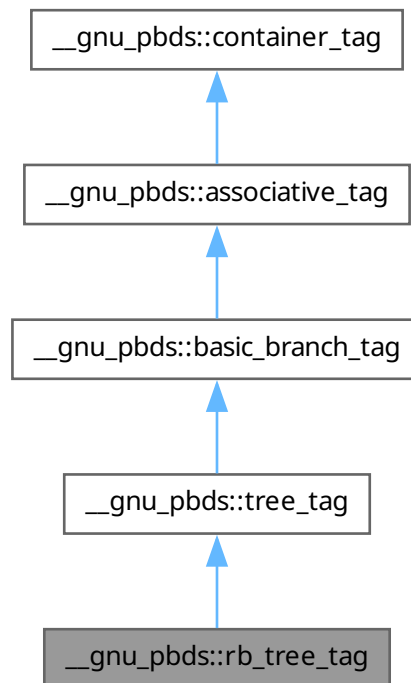 __gnu_pbds::container_tag
__gnu_pbds::associative_tag
__gnu_pbds::basic_branch_tag
__gnu_pbds::tree_tag
__gnu_pbds::rb_tree_tag